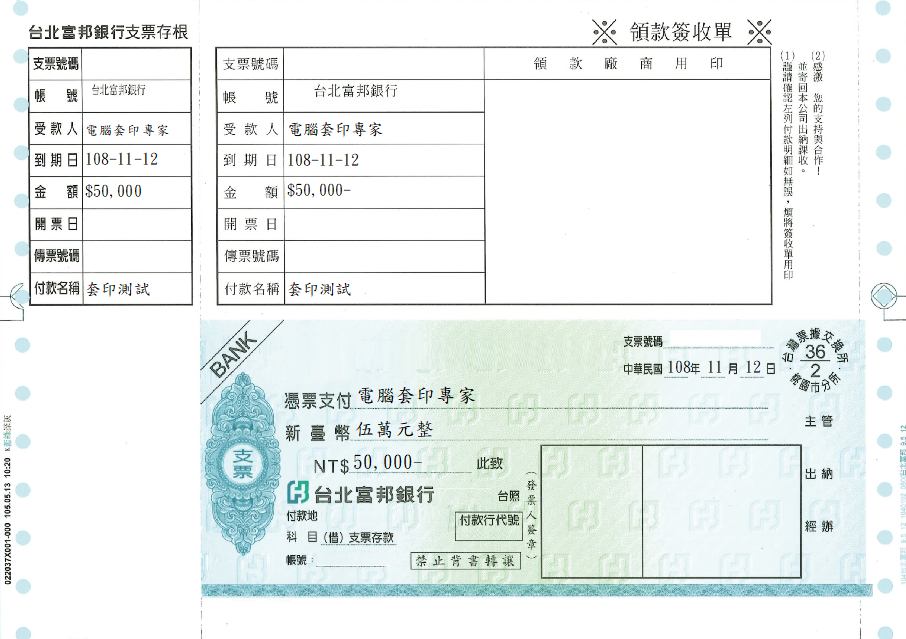 台北富邦銀行支票存根
支票號碼
帳 號 台北富邦銀行
受款人 電腦套印專家
到期日 108-11-12
金 額 $50,000
開票日
傳票號碼
付款名稱 套印測試
※ 領款簽收單 ※
支票號碼 領款廠商用印
帳 號 台北富邦銀行
受款人 電腦套印專家
到期日 108-11-12
金 額 $50,000-
開票日
傳票號碼
付款名稱 套印測試
(1) 謹請確認左列付款明細如無誤，煩將簽收單用印
並寄回本公司出納課收。
(2) 感激 您的支持與合作！
BANK
支票
支票號碼
中華民國 108年 11 月 12 日
台灣票據交換所
36
2
桃園市分所
憑票支付 電腦套印專家
新臺幣 伍萬元整
NT$ 50,000- 此致
台北富邦銀行 台照
付款地
付款行代號
科 目 (借) 支票存款
帳號：
禁止背書轉讓
(發票人簽章)
主管
出納
經辦
022037X001-000 105.05.13 10:20